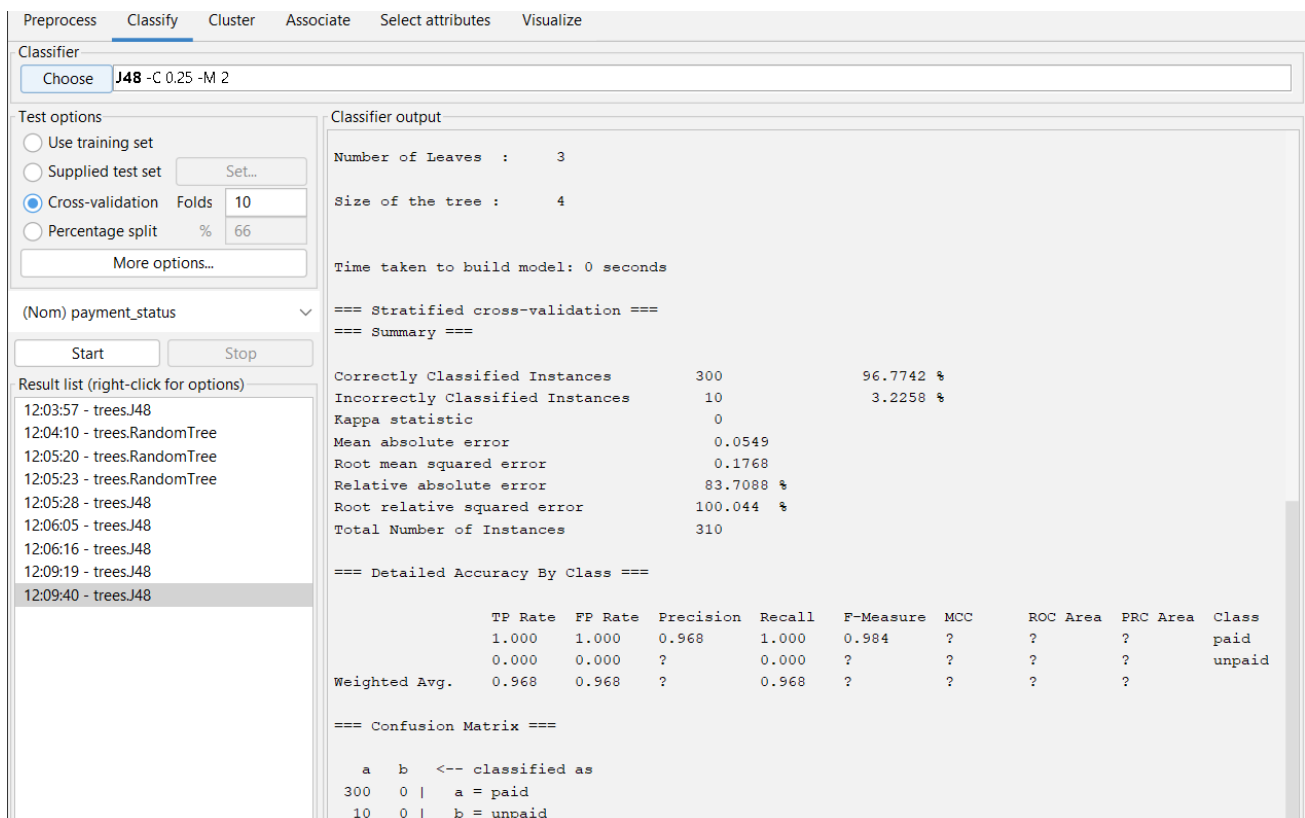 Preprocess Classify Cluster Associate Select attributes Visualize
Classifier
Choose J48 -C 0.25 -M 2
Test options
Use training set
Supplied test set Set...
Cross-validation Folds 10
Percentage split % 66
More options...
(Nom) payment_status
Start Stop
Result list (right-click for options)
12:03:57 - trees.J48
12:04:10 - trees.RandomTree
12:05:20 - trees.RandomTree
12:05:23 - trees.RandomTree
12:05:28 - trees.J48
12:06:05 - trees.J48
12:06:16 - trees.J48
12:09:19 - trees.J48
12:09:40 - trees.J48
Classifier output
Number of Leaves : 3
Size of the tree : 4
Time taken to build model: 0 seconds
=== Stratified cross-validation ===
=== Summary ===
Correctly Classified Instances 300 96.7742 %
Incorrectly Classified Instances 10 3.2258 %
Kappa statistic 0
Mean absolute error 0.0549
Root mean squared error 0.1768
Relative absolute error 83.7088 %
Root relative squared error 100.044 %
Total Number of Instances 310
=== Detailed Accuracy By Class ===
TP Rate FP Rate Precision Recall F-Measure MCC ROC Area PRC Area Class
1.000 1.000 0.968 1.000 0.984 ? ? ? paid
0.000 0.000 ? 0.000 ? ? ? ? unpaid
Weighted Avg. 0.968 0.968 ? 0.968 ? ? ? ?
=== Confusion Matrix ===
a b <-- classified as
300 0 | a = paid
10 0 | b = unpaid